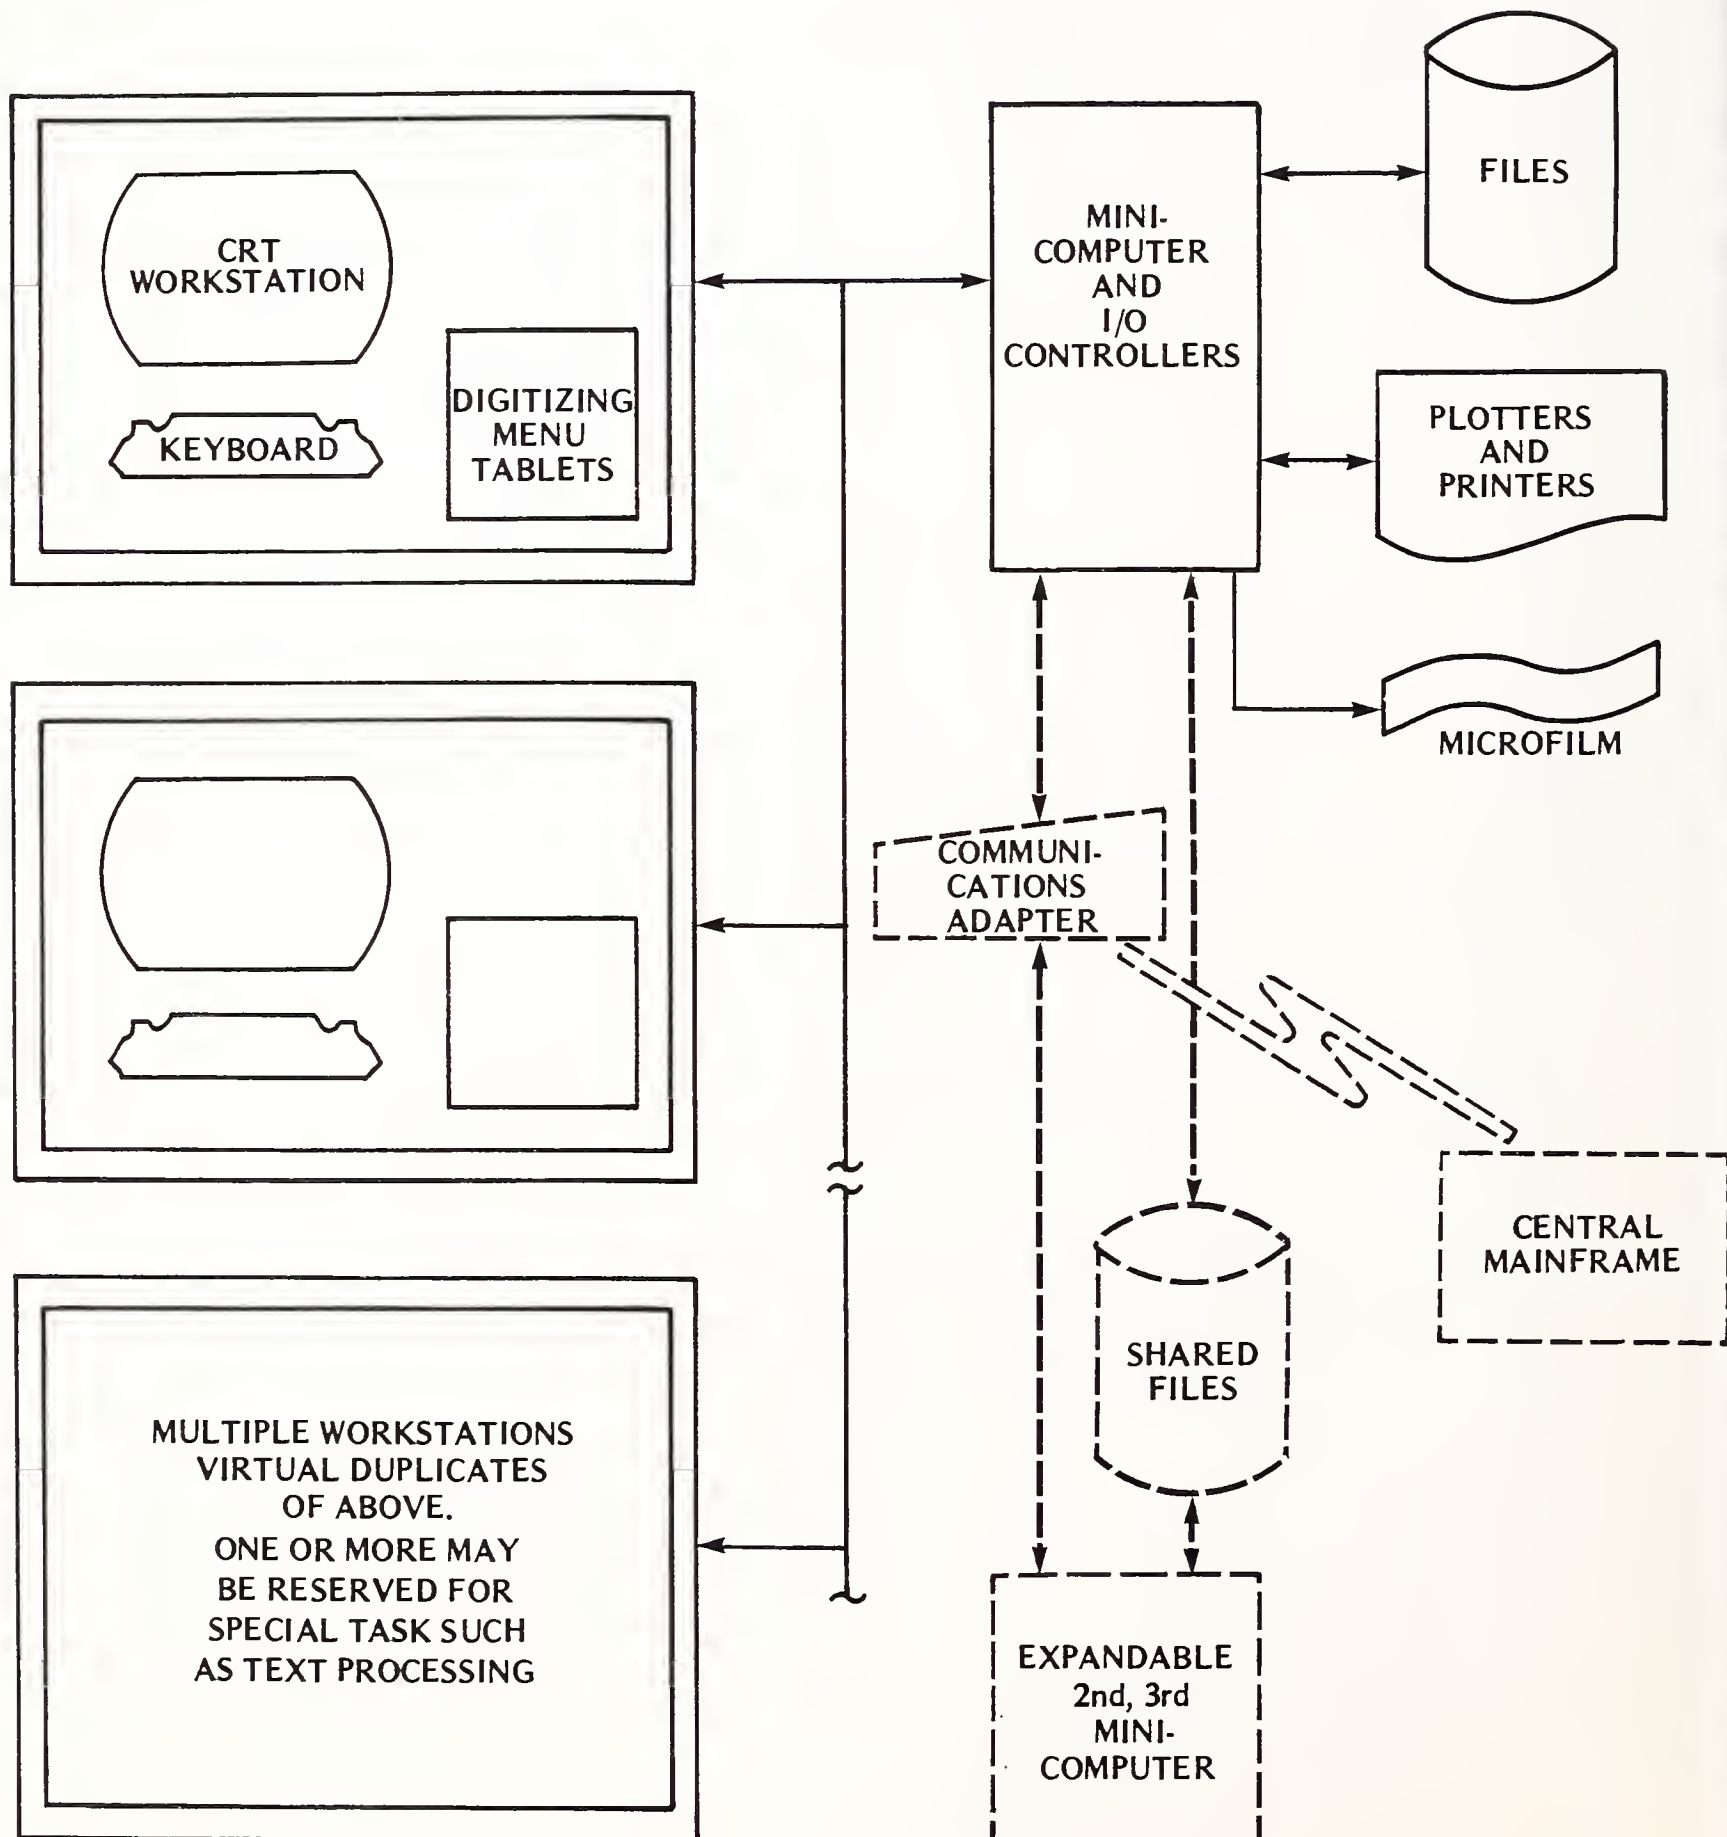 CRT
WORKSTATION
KEYBOARD
DIGITIZING
MENU
TABLETS
MINI-
COMPUTER
AND
I/O
CONTROLLERS
FILES
PLOTTERS
AND
PRINTERS
MICROFILM
COMMUNI-
CATIONS
ADAPTER
CENTRAL
MAINFRAME
SHARED
FILES
MULTIPLE WORKSTATIONS
VIRTUAL DUPLICATES
OF ABOVE.
ONE OR MORE MAY
BE RESERVED FOR
SPECIAL TASK SUCH
AS TEXT PROCESSING
EXPANDABLE
2nd, 3rd
MINI-
COMPUTER